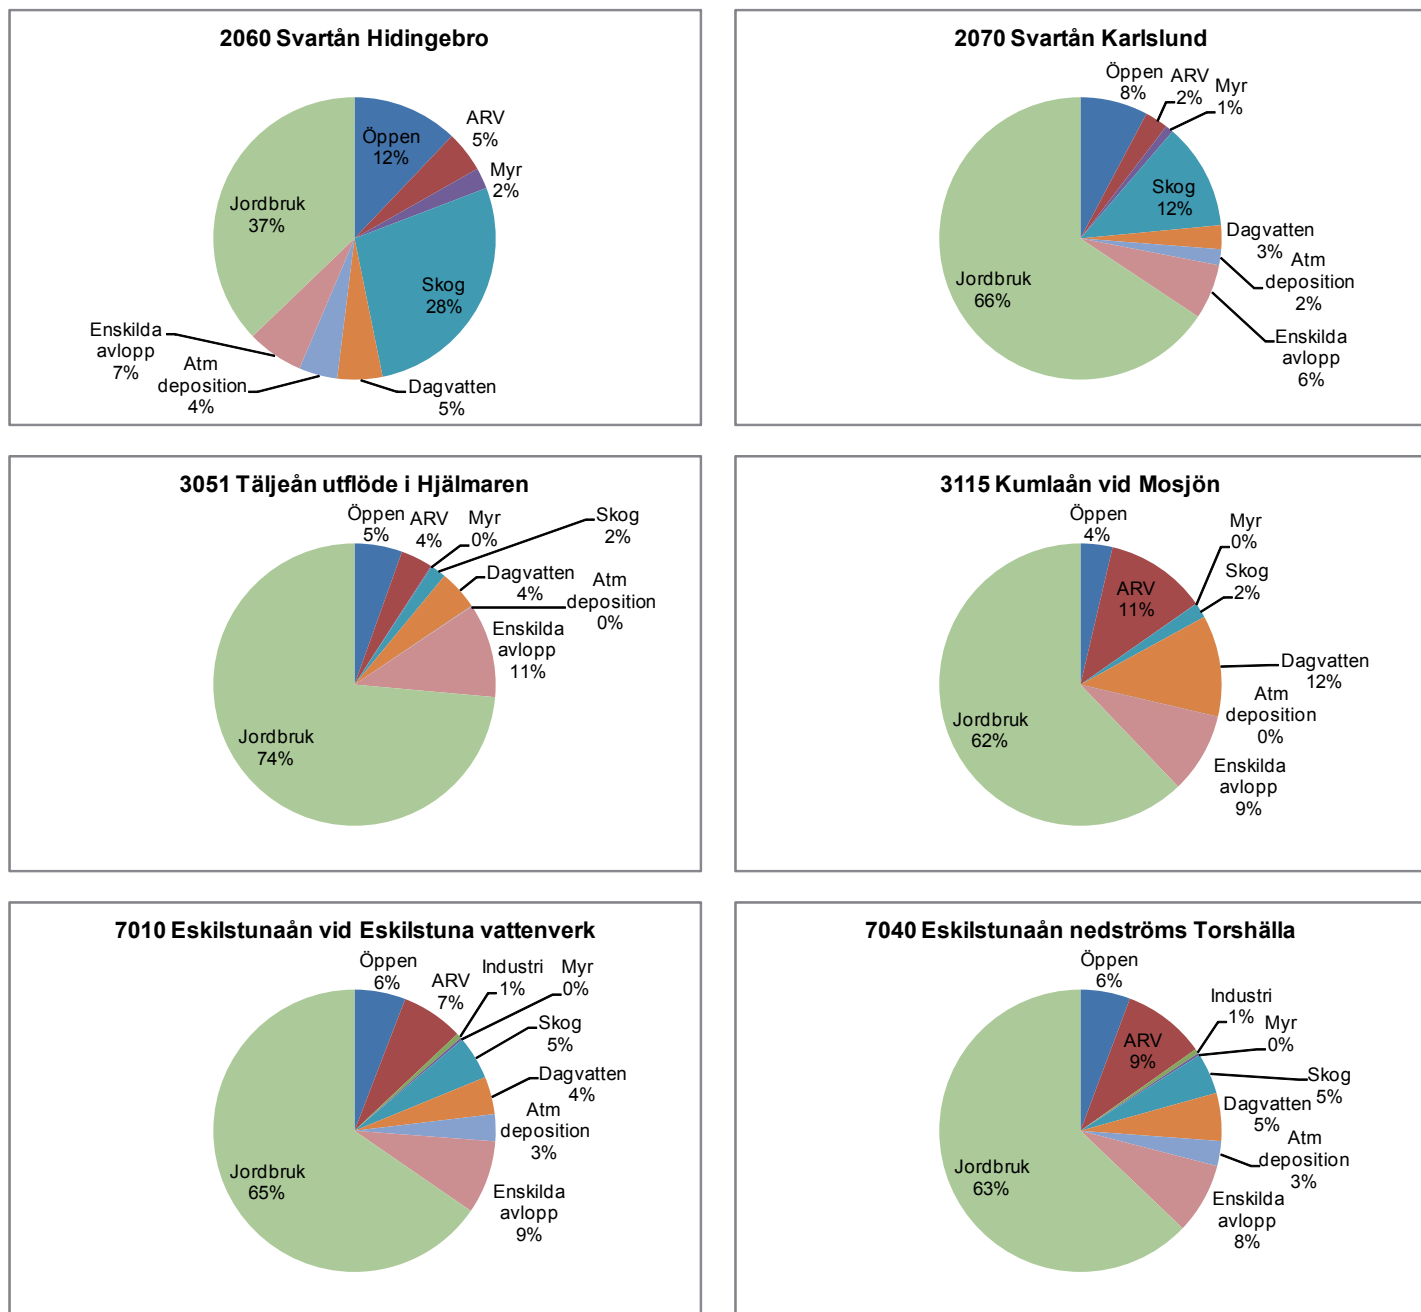 2060 Svartån Hidingebro
Öppen
12%
ARV
5%
Myr
2%
Skog
28%
Dagvatten
5%
Atm
deposition
4%
Enskilda
avlopp
7%
Jordbruk
37%
2070 Svartån Karlslund
Öppen
8%
ARV
2%
Myr
1%
Skog
12%
Dagvatten
3%
Atm
deposition
2%
Enskilda
avlopp
6%
Jordbruk
66%
3051 Täljeån utflöde i Hjälmaren
Öppen
5%
ARV
4%
Myr
0%
Skog
2%
Dagvatten
4%
Atm
deposition
0%
Enskilda
avlopp
11%
Jordbruk
74%
3115 Kumlaån vid Mosjön
Öppen
4%
ARV
11%
Myr
0%
Skog
2%
Dagvatten
12%
Atm
deposition
0%
Enskilda
avlopp
9%
Jordbruk
62%
7010 Eskilstunaån vid Eskilstuna vattenverk
Öppen
6%
ARV
7%
Industri
1%
Myr
0%
Skog
5%
Dagvatten
4%
Atm
deposition
3%
Enskilda
avlopp
9%
Jordbruk
65%
7040 Eskilstunaån nedströms Torshälla
Öppen
6%
ARV
9%
Industri
1%
Myr
0%
Skog
5%
Dagvatten
5%
Atm
deposition
3%
Enskilda
avlopp
8%
Jordbruk
63%